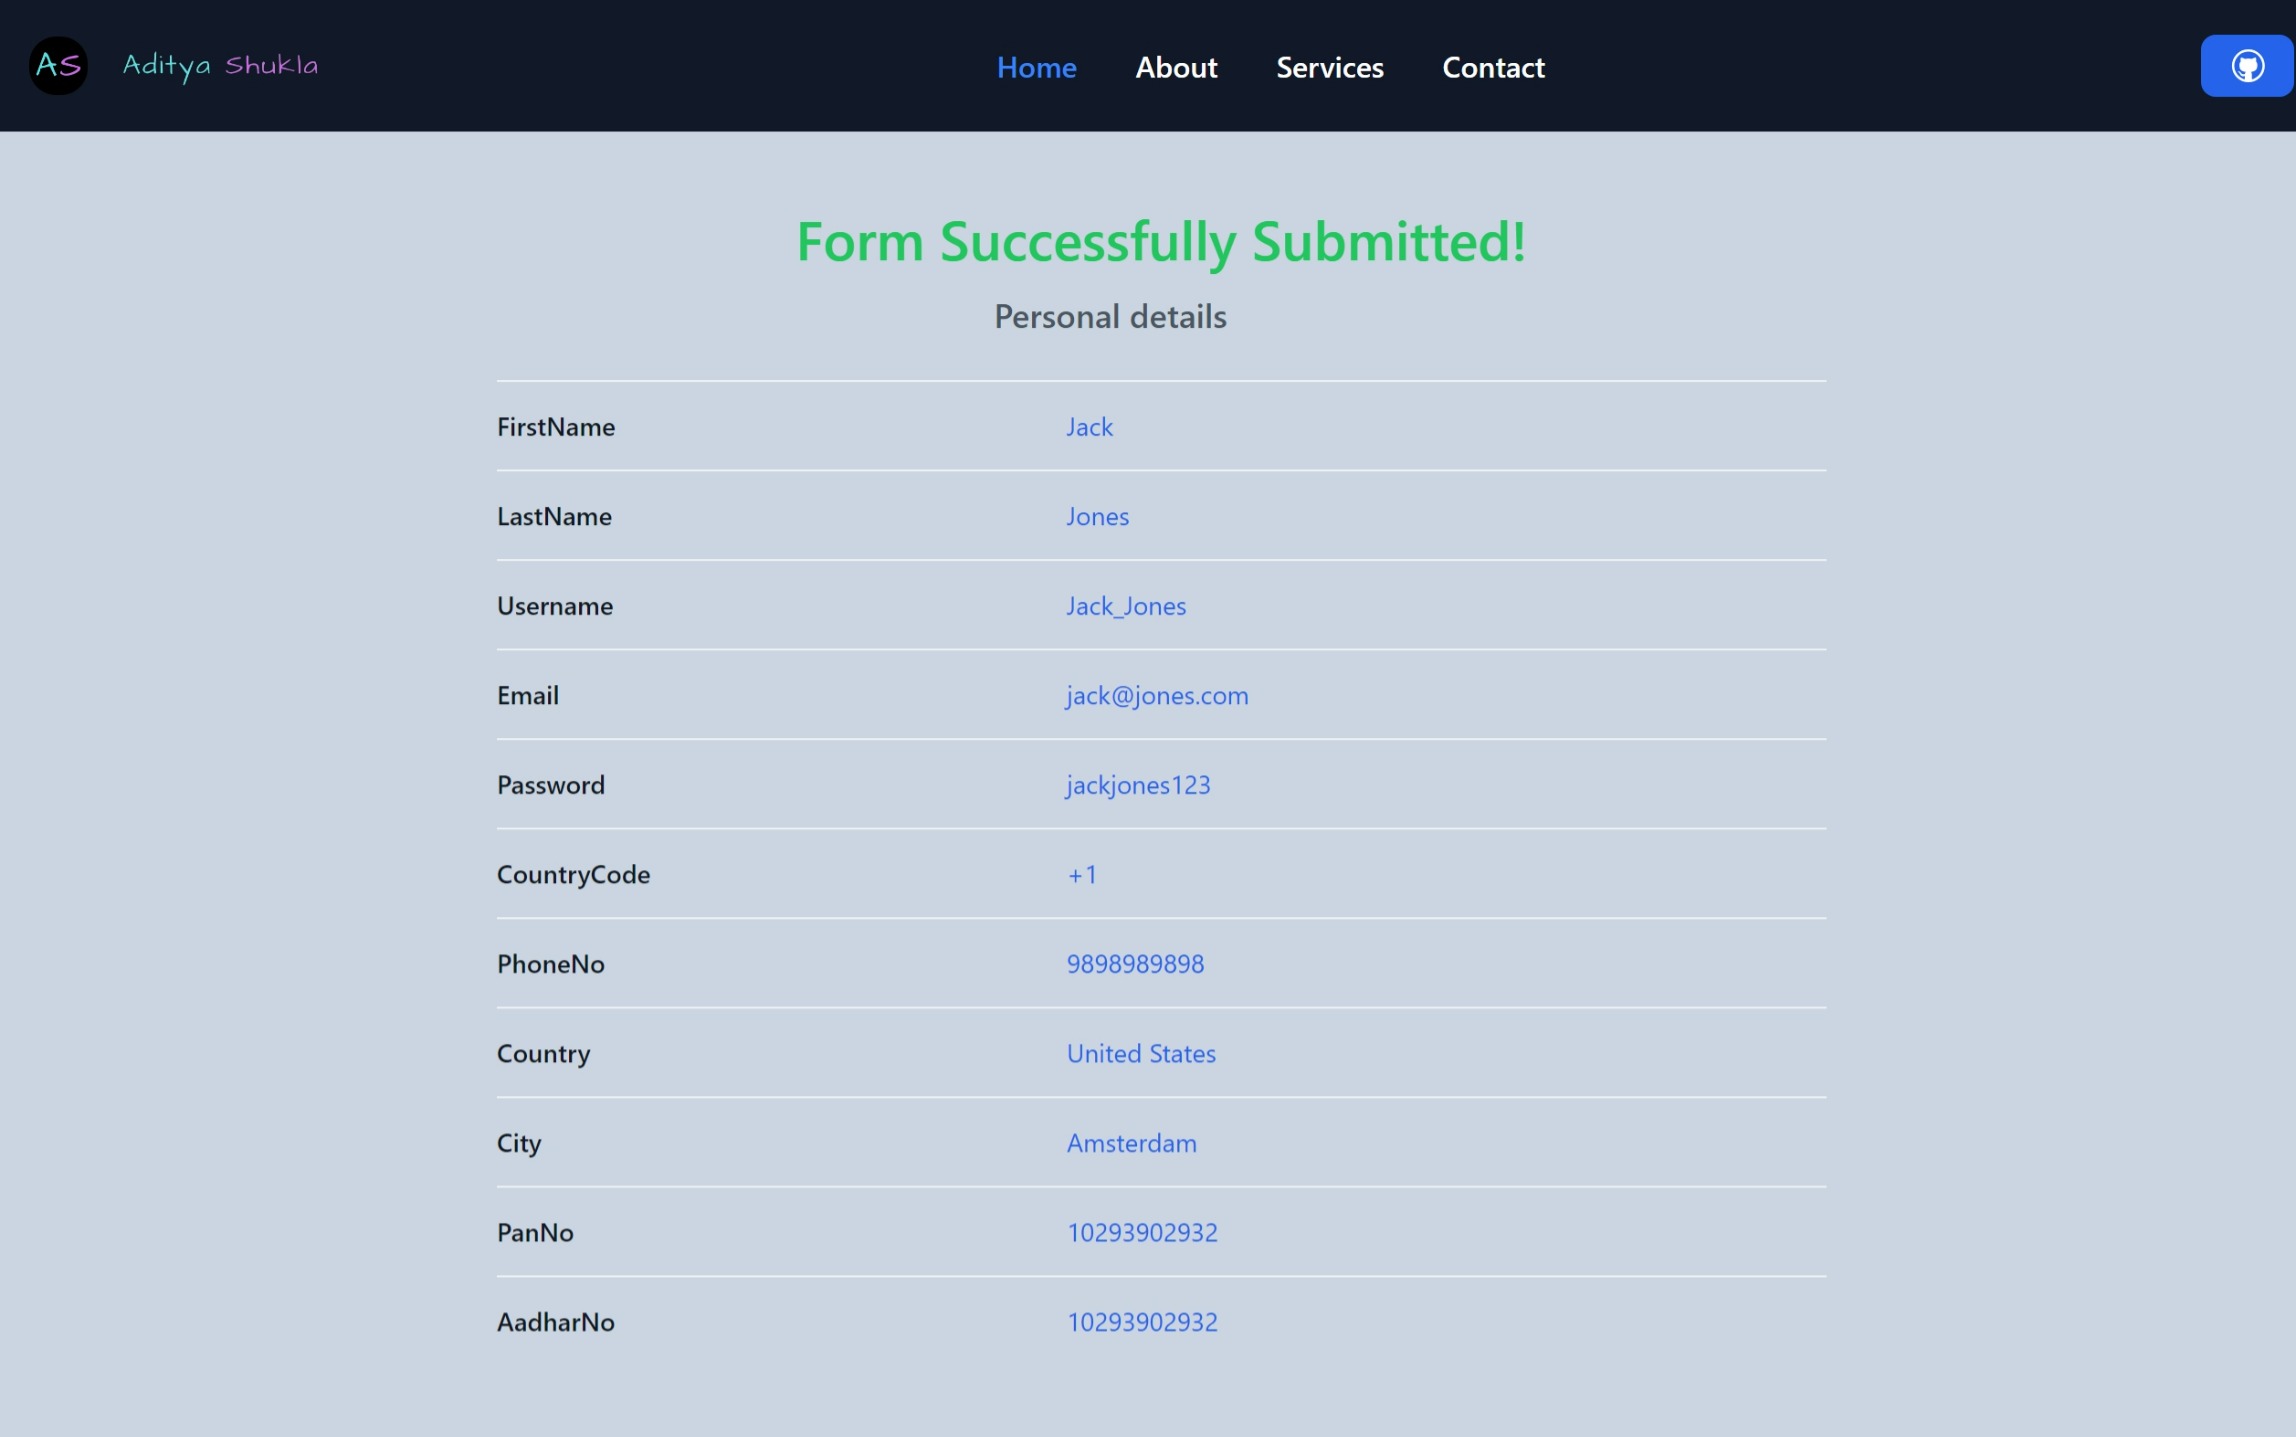 AS Aditya Shukla Home About Services Contact
Form Successfully Submitted!
Personal details
FirstName Jack
LastName Jones
Username Jack_Jones
Email jack@jones.com
Password jackjones123
CountryCode +1
PhoneNo 9898989898
Country United States
City Amsterdam
PanNo 10293902932
AadharNo 10293902932